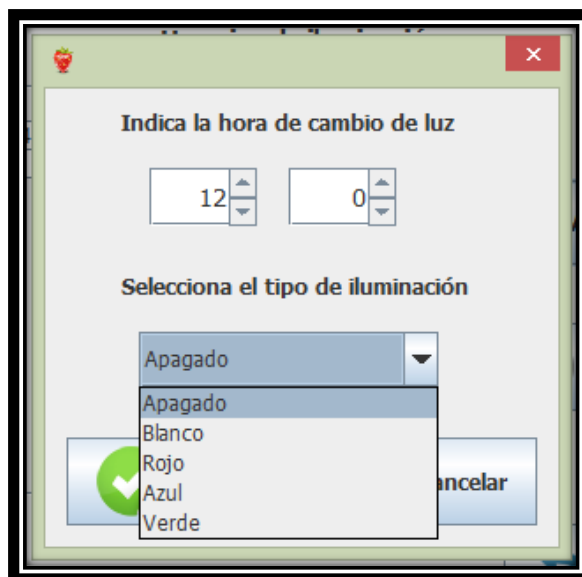 Indica la hora de cambio de luz
12 0
Selecciona el tipo de iluminación
Apagado
Apagado
Blanco
Rojo
Azul
Verde